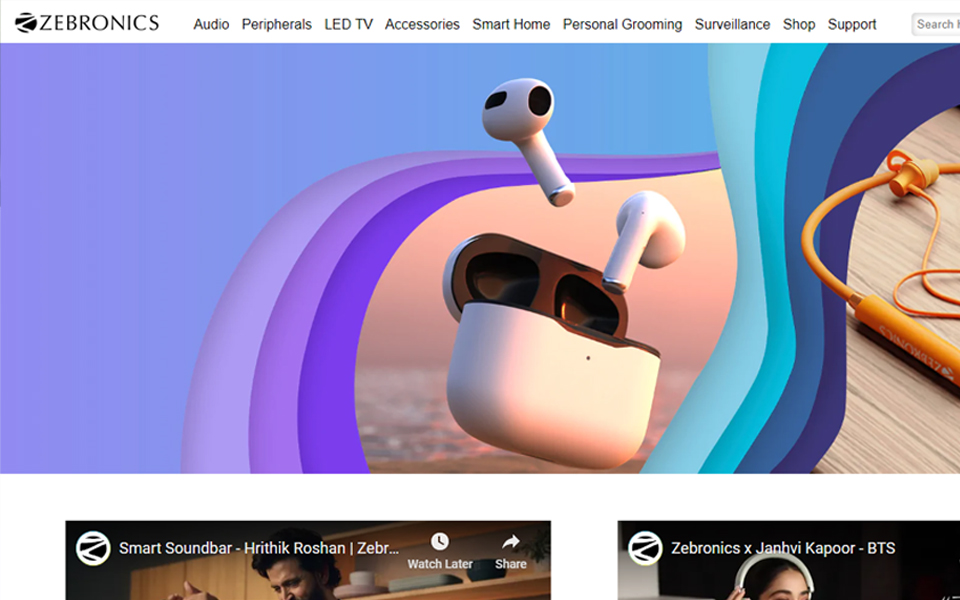 ZEBRONICS
Audio Peripherals LED TV Accessories Smart Home Personal Grooming Surveillance Shop Support
Search
ZEBRONICS
Smart Soundbar - Hrithik Roshan | Zebr...
Watch Later
Share
Zebronics x Janhvi Kapoor - BTS